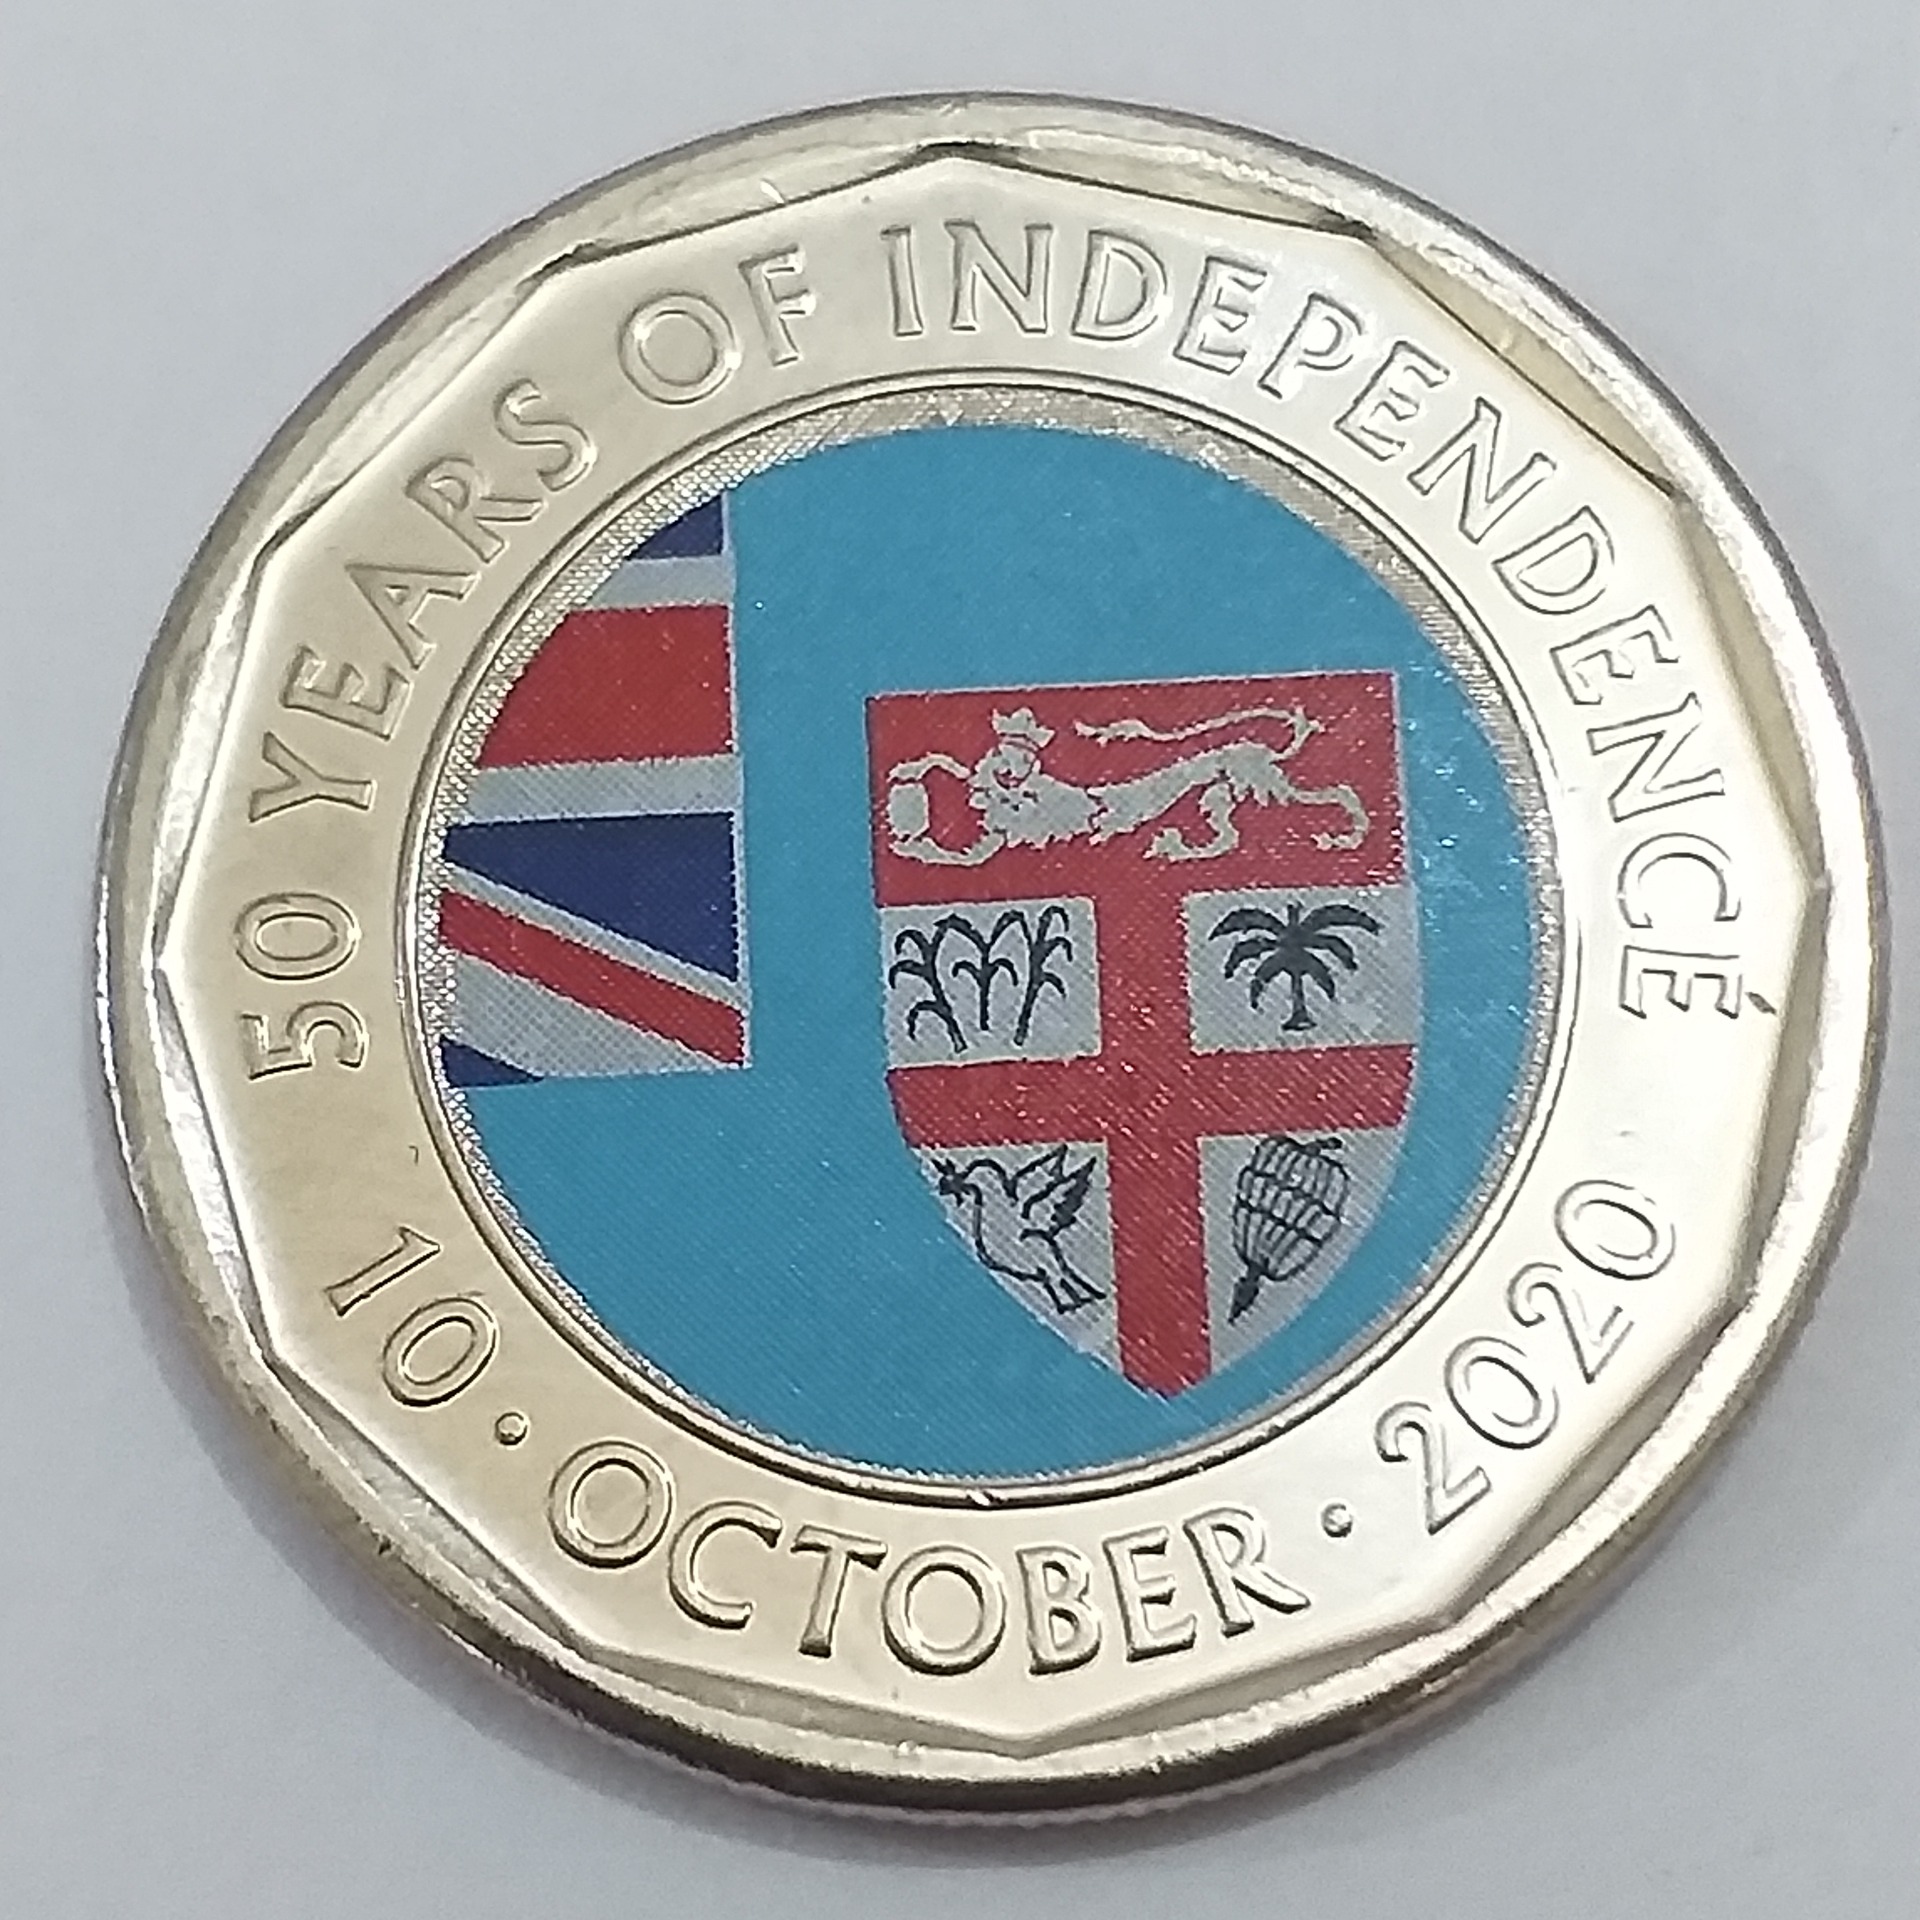 50 YEARS OF INDEPENDENCE
10 • OCTOBER • 2020